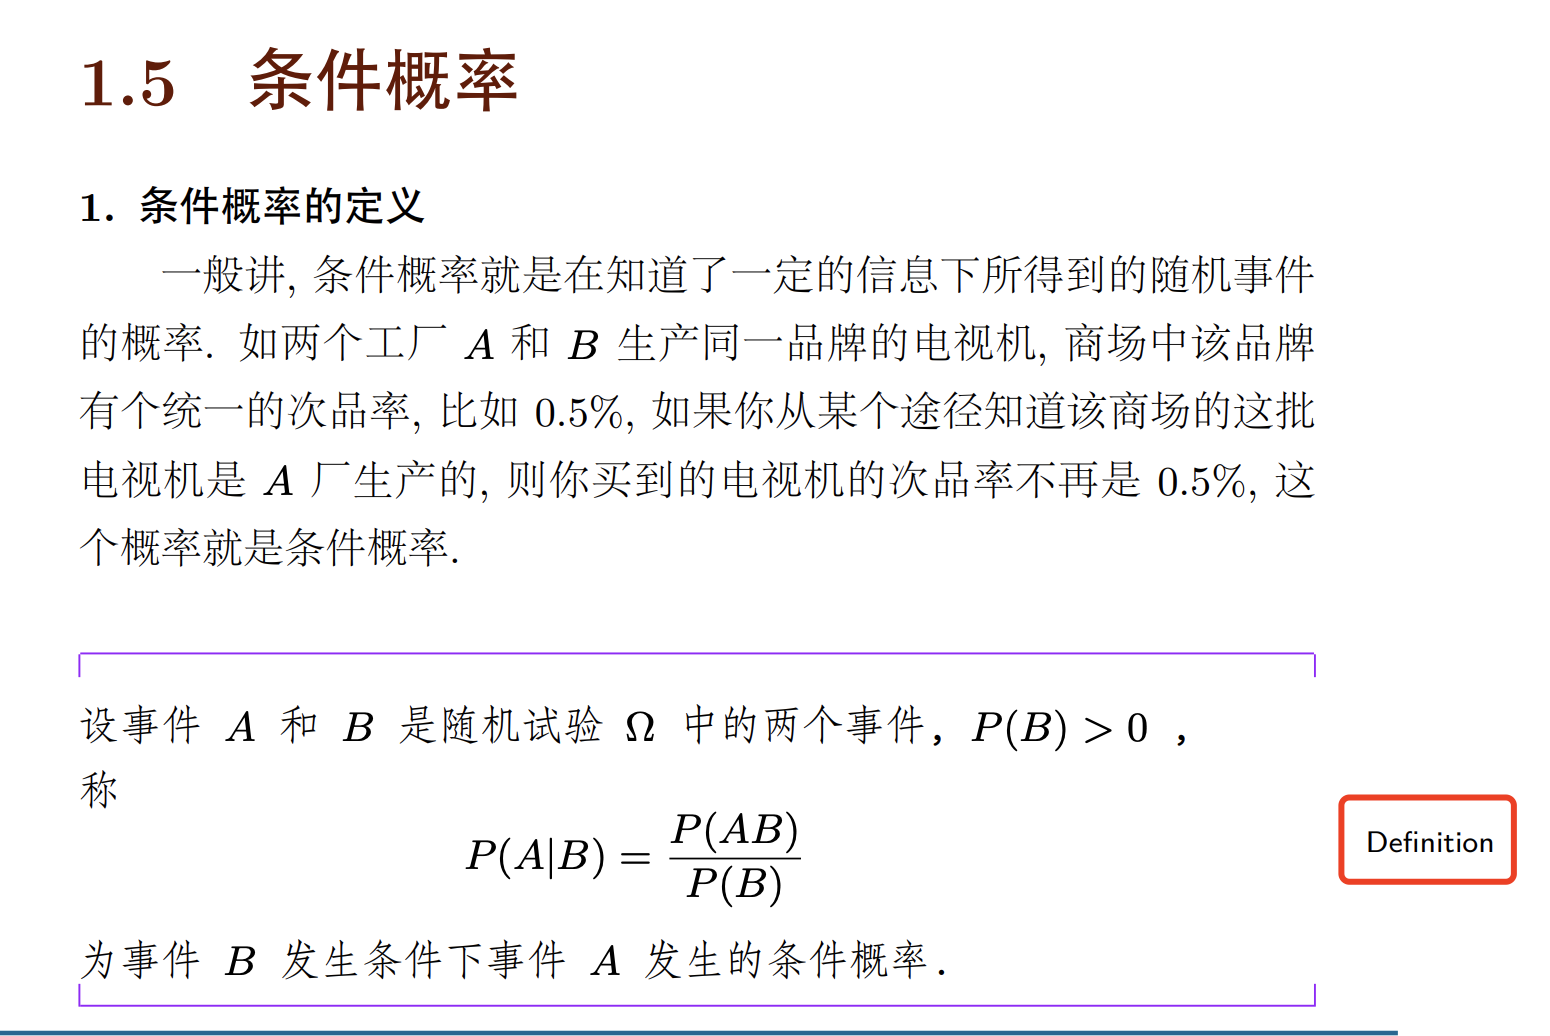 1.5 条件概率
1. 条件概率的定义
一般讲, 条件概率就是在知道了一定的信息下所得到的随机事件
的概率. 如两个工厂 A 和 B 生产同一品牌的电视机, 商场中该品牌
有个统一的次品率, 比如 0.5%, 如果你从某个途径知道该商场的这批
电视机是 A 厂生产的, 则你买到的电视机的次品率不再是 0.5%, 这
个概率就是条件概率.
设事件 A 和 B 是随机试验 Ω 中的两个事件, P(B) > 0 ,
称
P(A|B) = P(AB) / P(B)
Definition
为事件 B 发生条件下事件 A 发生的条件概率.